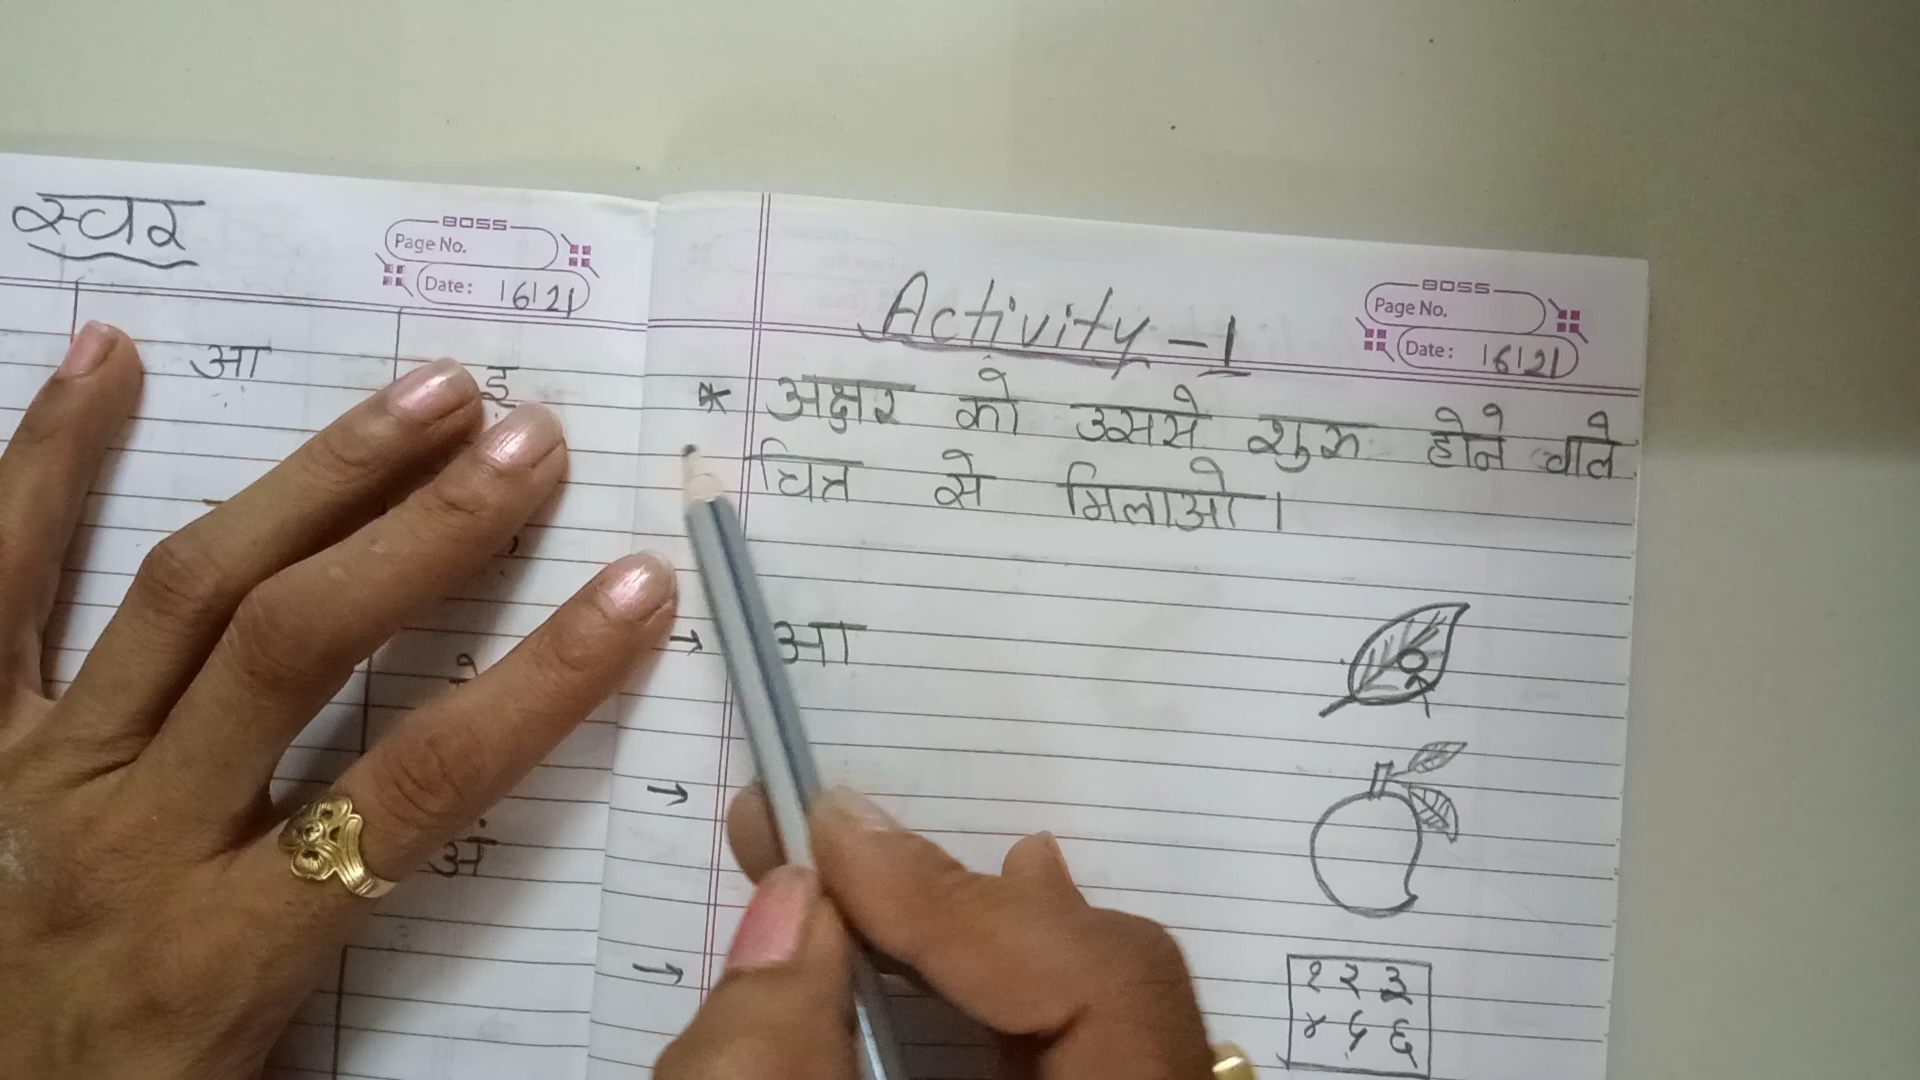 स्वर
BOSS
Page No.
Date: 1/6/21
आ
इ
अं
BOSS
Page No.
Date: 1/6/21
Activity - 1
* अक्षर को उससे शुरू होने वाले
चित्र से मिलाओ।
→ आ
→
→
१ २ ३
४ ५ ६